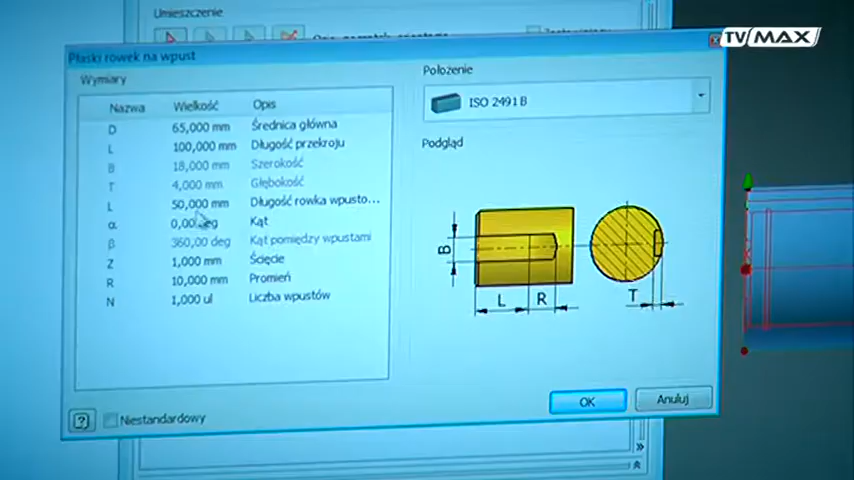 Umieszczenie
TV MAX
Płaski rowek na wpust
Wymiary
Nazwa Wielkość Opis
D 65,000 mm Średnica główna
L 100,000 mm Długość przekroju
B 18,000 mm Szerokość
T 4,000 mm Głębokość
L 50,000 mm Długość rowka wpusto...
α 0,00 deg Kąt
β 360,00 deg Kąt pomiędzy wpustami
Z 1,000 mm Ścięcie
R 10,000 mm Promień
N 1,000 ul Liczba wpustów
Położenie
ISO 2491 B
Podgląd
B
L R T
Niestandardowy
OK Anuluj